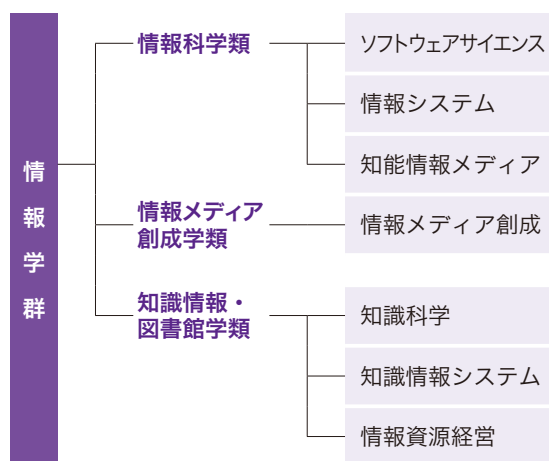 情報学群
情報科学類
ソフトウェアサイエンス
情報システム
知能情報メディア
情報メディア
創成学類
情報メディア創成
知識情報・
図書館学類
知識科学
知識情報システム
情報資源経営